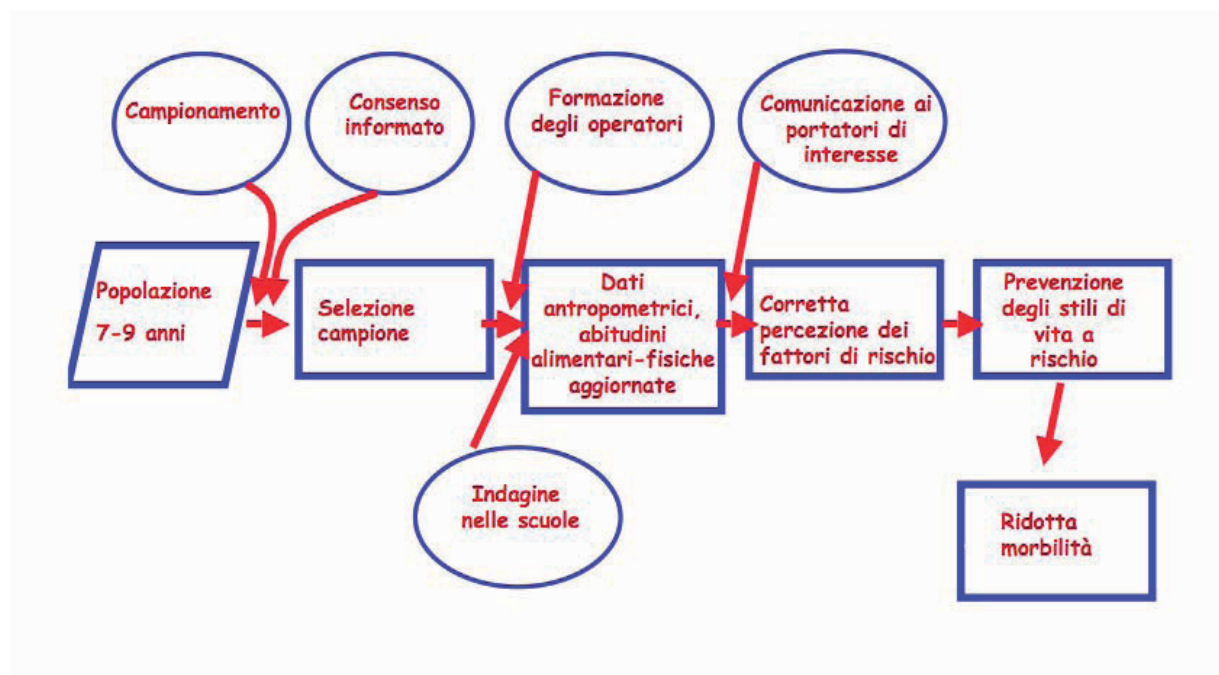 Campionamento
Consenso
informato
Formazione
degli operatori
Comunicazione ai
portatori di
interesse
Popolazione
7-9 anni
Selezione
campione
Dati
antropometrici,
abitudini
alimentari-fisiche
aggiornate
Corretta
percezione dei
fattori di rischio
Prevenzione
degli stili di
vita a
rischio
Indagine
nelle scuole
Ridotta
morbilità